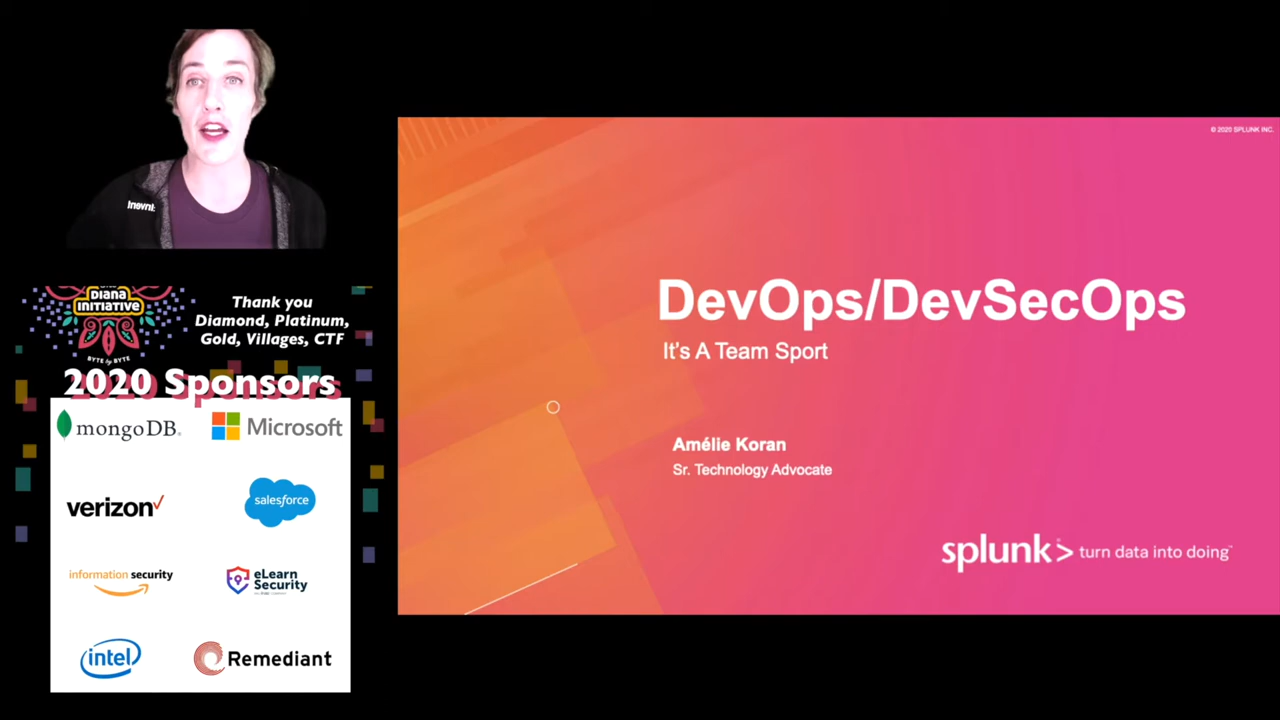 Invent
DIANA
INITIATIVE
BYTE by BYTE
Thank you
Diamond, Platinum,
Gold, Villages, CTF
2020 Sponsors
mongoDB.
Microsoft
verizon✓
salesforce
information security
eLearn
Security
intel
Remediant
© 2020 SPLUNK INC.
DevOps/DevSecOps
It's A Team Sport
Amélie Koran
Sr. Technology Advocate
splunk> turn data into doing™